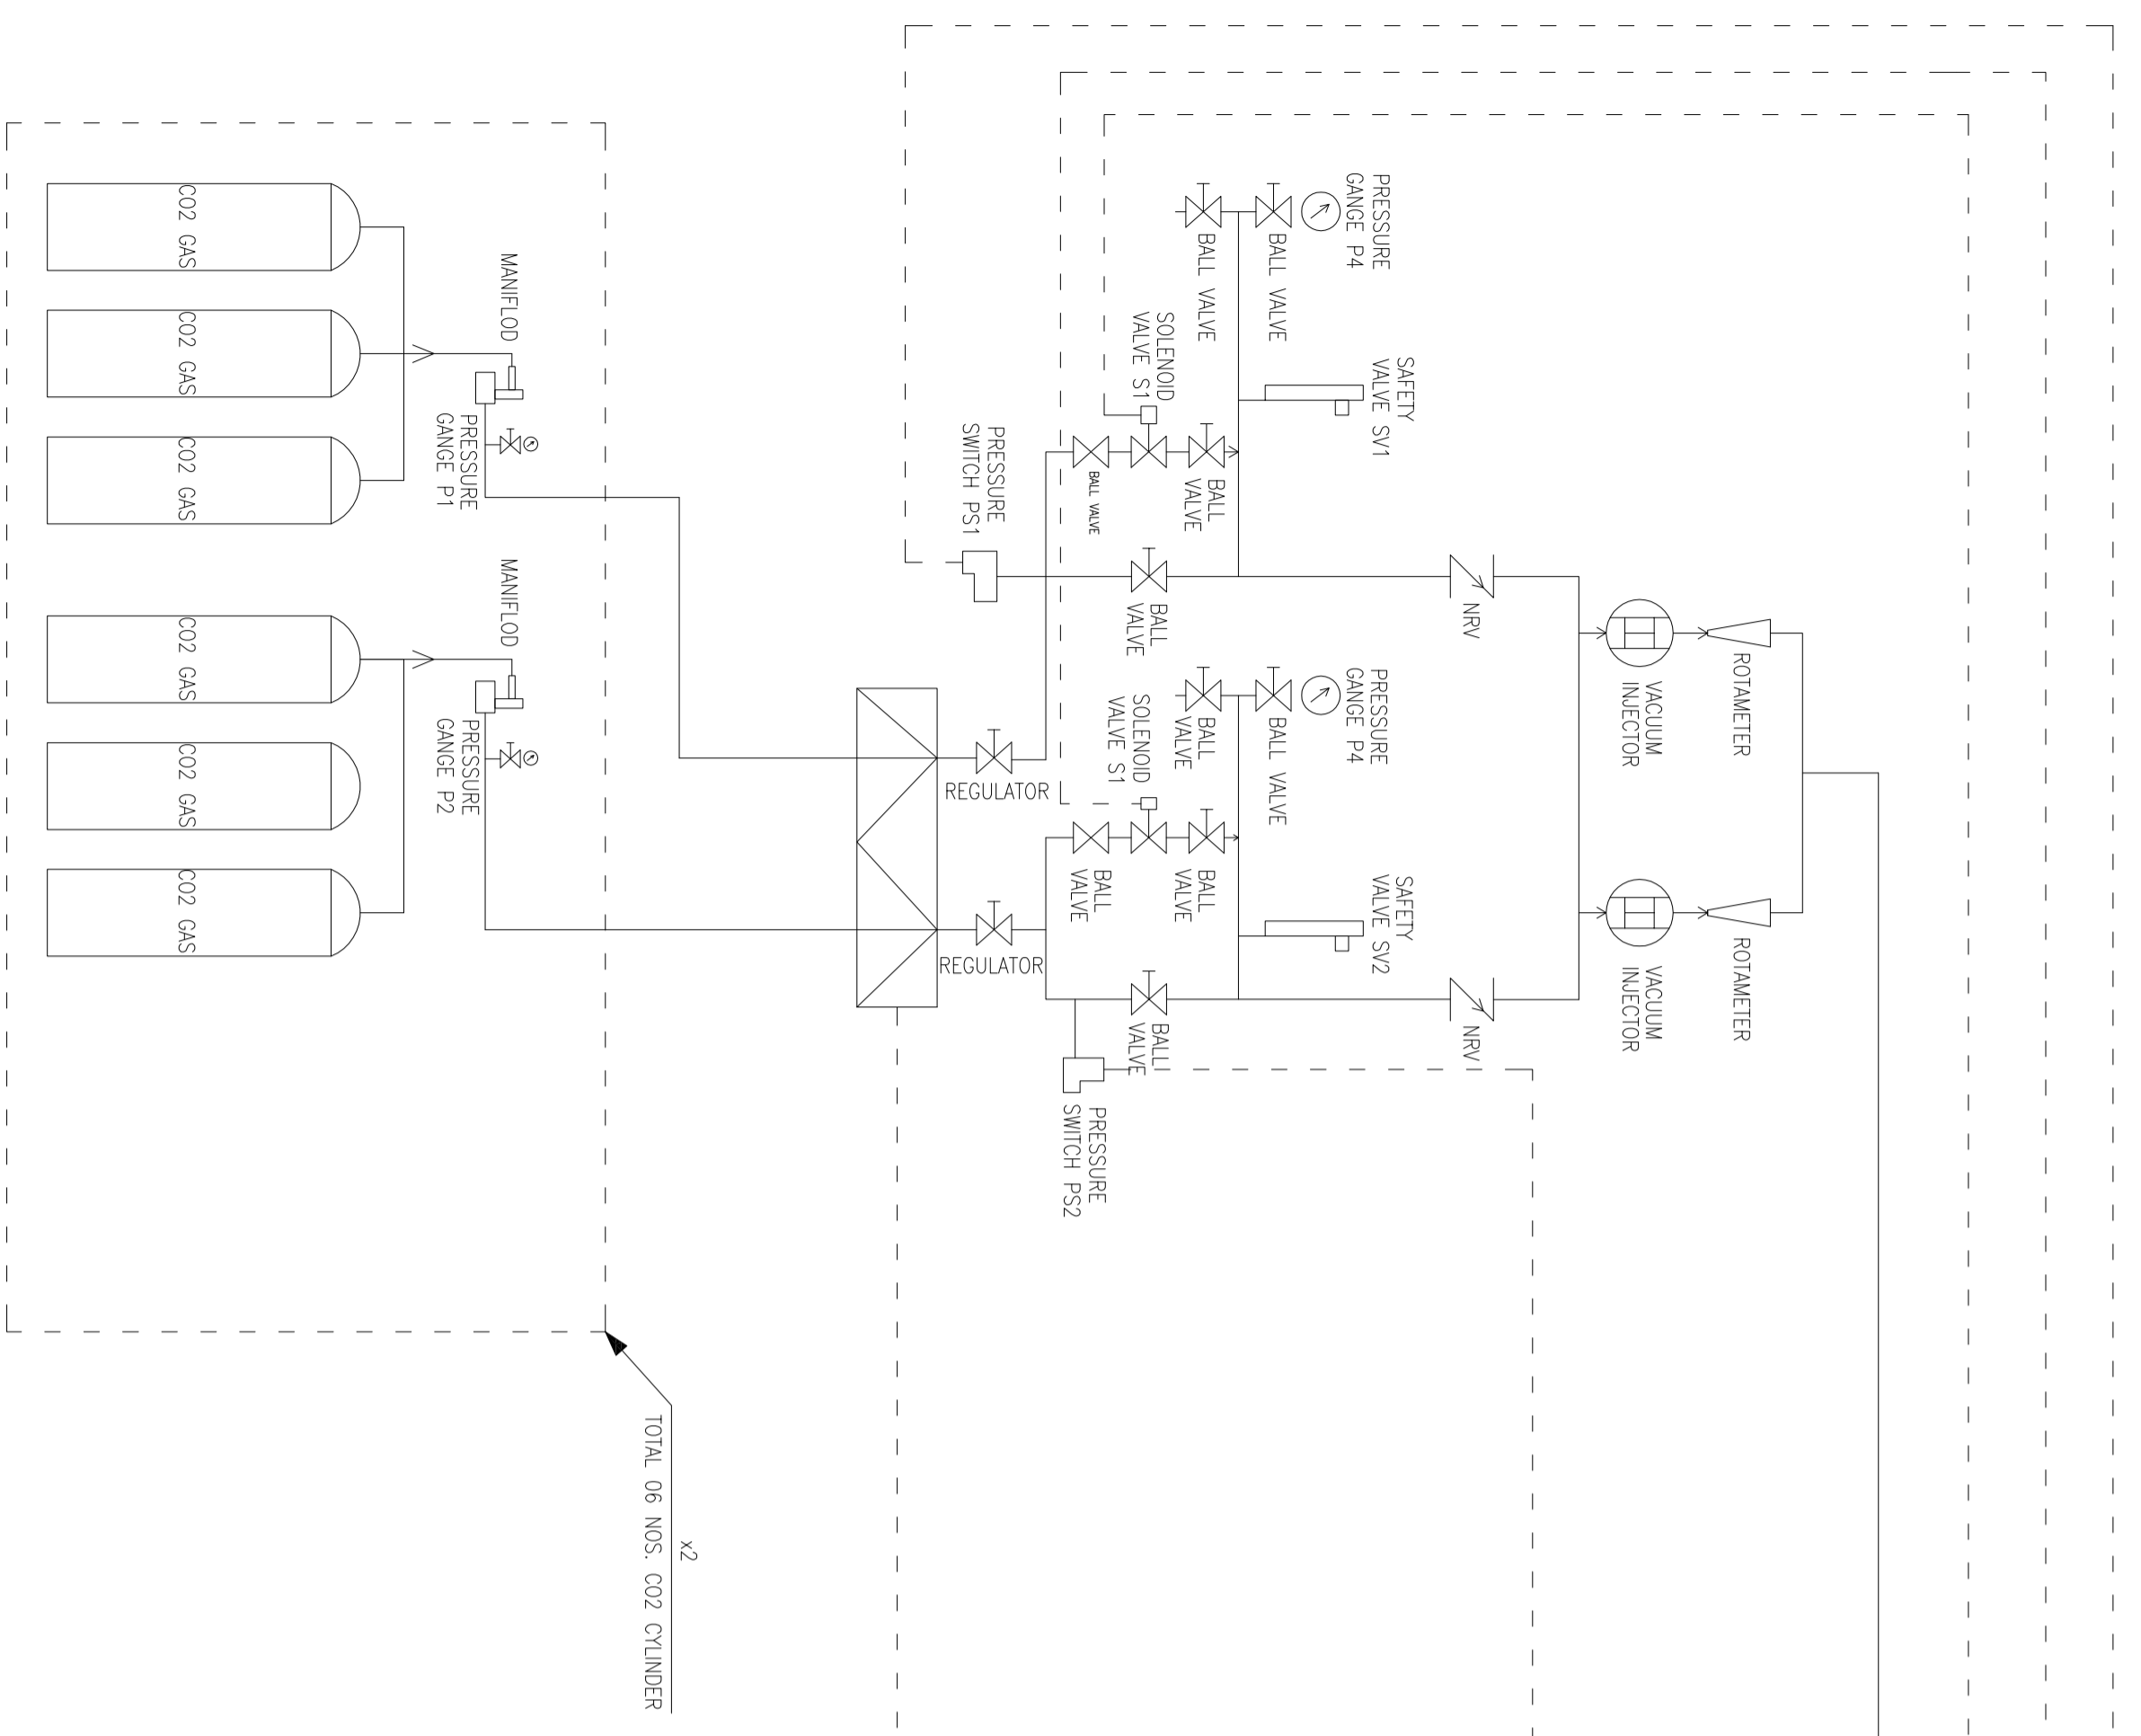 CO2 GAS
CO2 GAS
CO2 GAS
CO2 GAS
CO2 GAS
CO2 GAS
MANIFLOD
PRESSURE
GANGE P1
MANIFLOD
PRESSURE
GANGE P2
x2
TOTAL 06 NOS. CO2 CYLINDER
REGULATOR
REGULATOR
PRESSURE
SWITCH PS1
PRESSURE
SWITCH PS2
PRESSURE
GANGE P4
BALL VALVE
BALL VALVE
SOLENOID
VALVE S1
SAFETY
VALVE SV1
BALL
VALVE
BALL VALVE
BALL
VALVE
NRV
PRESSURE
GANGE P4
BALL VALVE
BALL
VALVE
SOLENOID
VALVE S1
SAFETY
VALVE SV2
BALL
VALVE
BALL
VALVE
BALL
VALVE
NRV
VACUUM
INJECTOR
ROTAMETER
VACUUM
INJECTOR
ROTAMETER